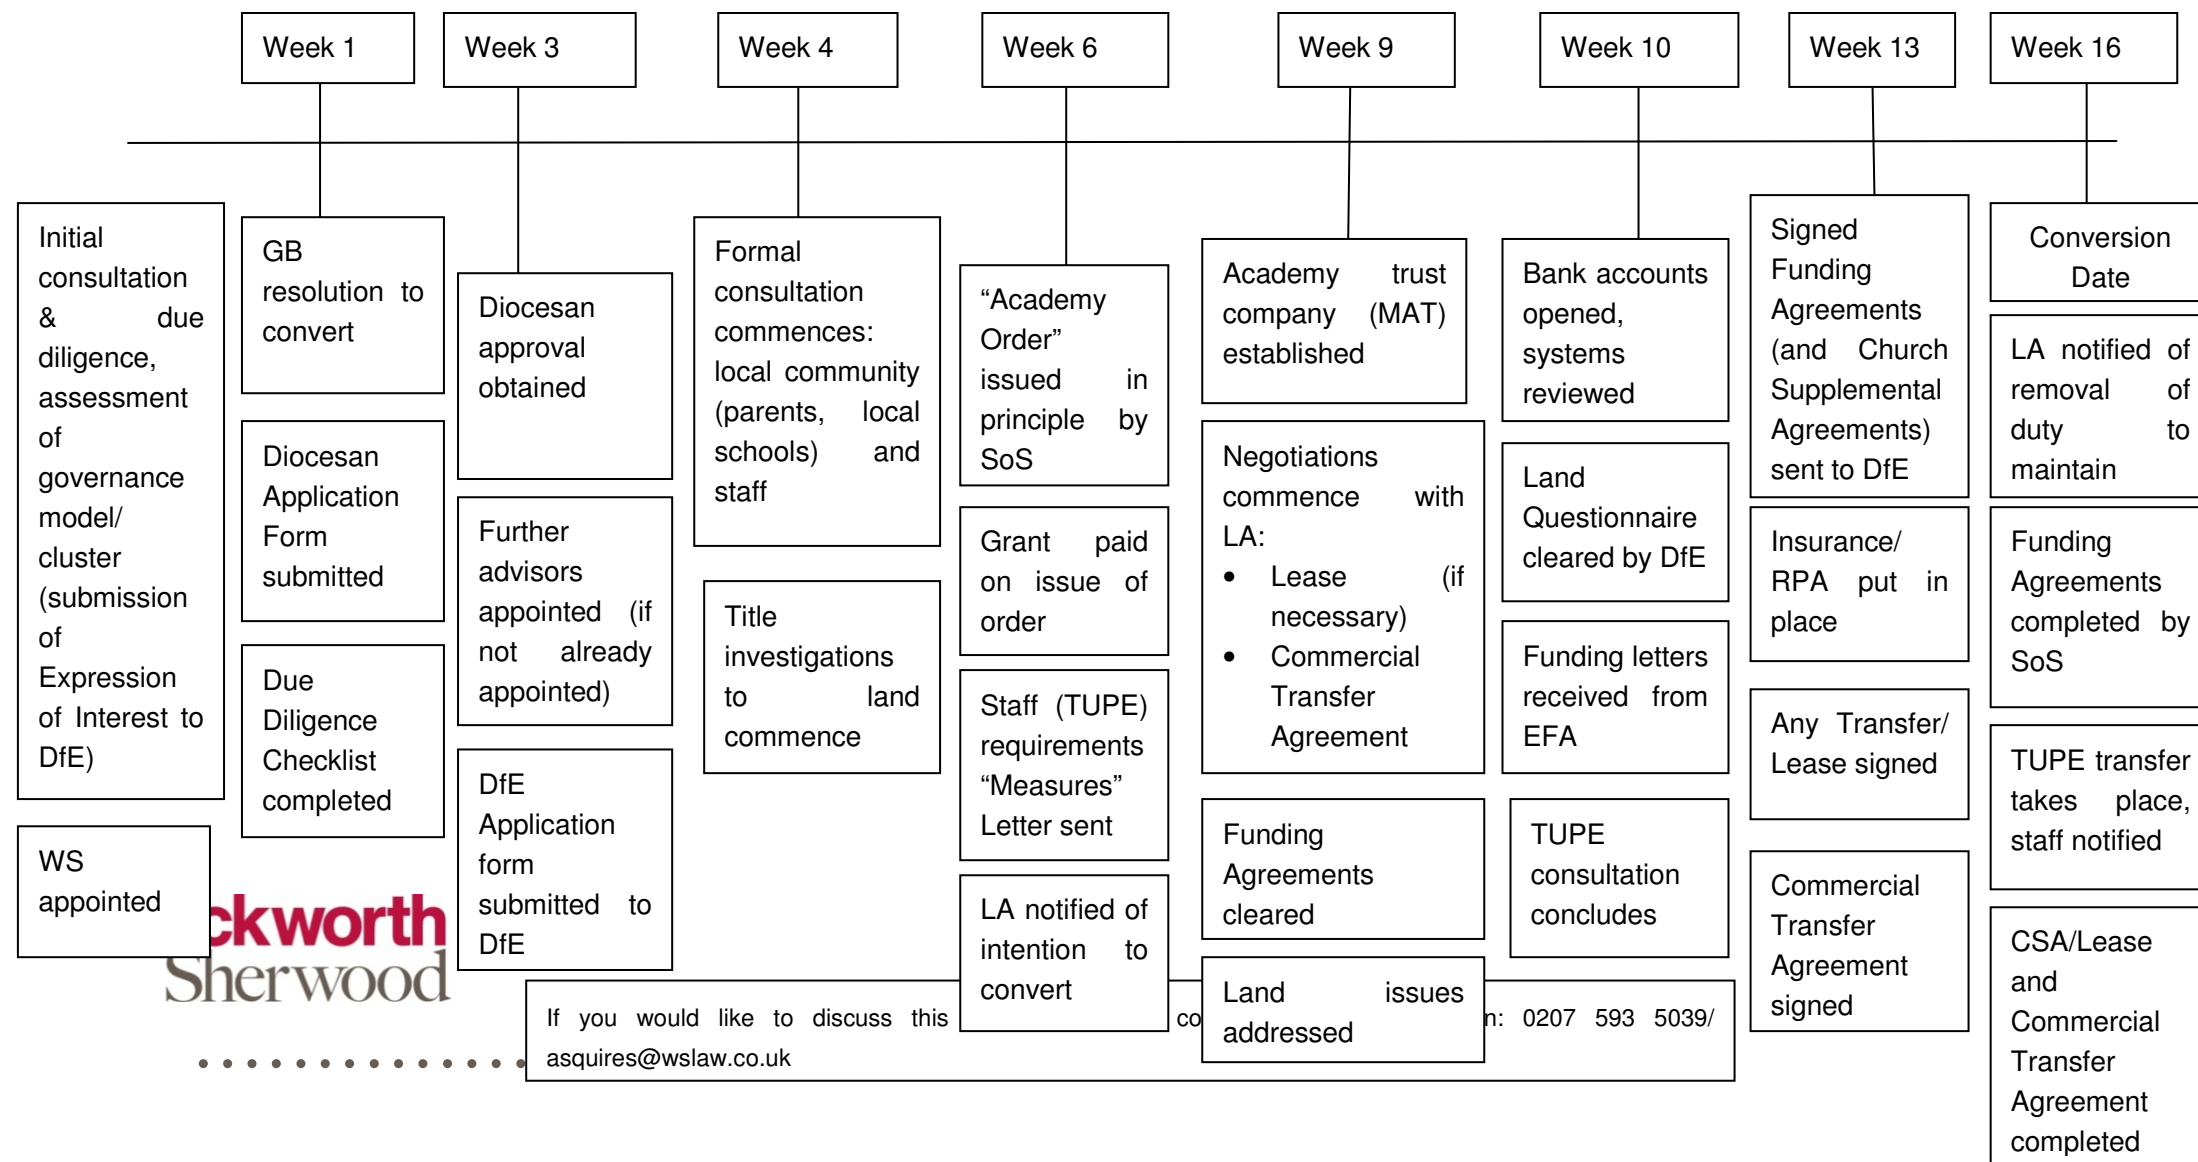 Week 1
Week 3
Week 4
Week 6
Week 9
Week 10
Week 13
Week 16
Initial
consultation
& due
diligence,
assessment
of
governance
model/
cluster
(submission
of
Expression
of Interest to
DfE)
WS
appointed
GB
resolution to
convert
Diocesan
Application
Form
submitted
Due
Diligence
Checklist
completed
Diocesan
approval
obtained
Further
advisors
appointed (if
not already
appointed)
DfE
Application
form
submitted to
DfE
Formal
consultation
commences:
local community
(parents, local
schools) and
staff
Title
investigations
to land
commence
“Academy
Order”
issued in
principle by
SoS
Grant paid
on issue of
order
Staff (TUPE)
requirements
“Measures”
Letter sent
LA notified of
intention to
convert
Academy trust
company (MAT)
established
Negotiations
commence with
LA:
• Lease (if
necessary)
• Commercial
Transfer
Agreement
Funding
Agreements
cleared
Land issues
addressed
Bank accounts
opened,
systems
reviewed
Land
Questionnaire
cleared by DfE
Funding letters
received from
EFA
TUPE
consultation
concludes
Signed
Funding
Agreements
(and Church
Supplemental
Agreements)
sent to DfE
Insurance/
RPA put in
place
Any Transfer/
Lease signed
Commercial
Transfer
Agreement
signed
Conversion
Date
LA notified of
removal of
duty to
maintain
Funding
Agreements
completed by
SoS
TUPE transfer
takes place,
staff notified
CSA/Lease
and
Commercial
Transfer
Agreement
completed
ckworth
Sherwood
If you would like to discuss this co n: 0207 593 5039/
asquires@wslaw.co.uk